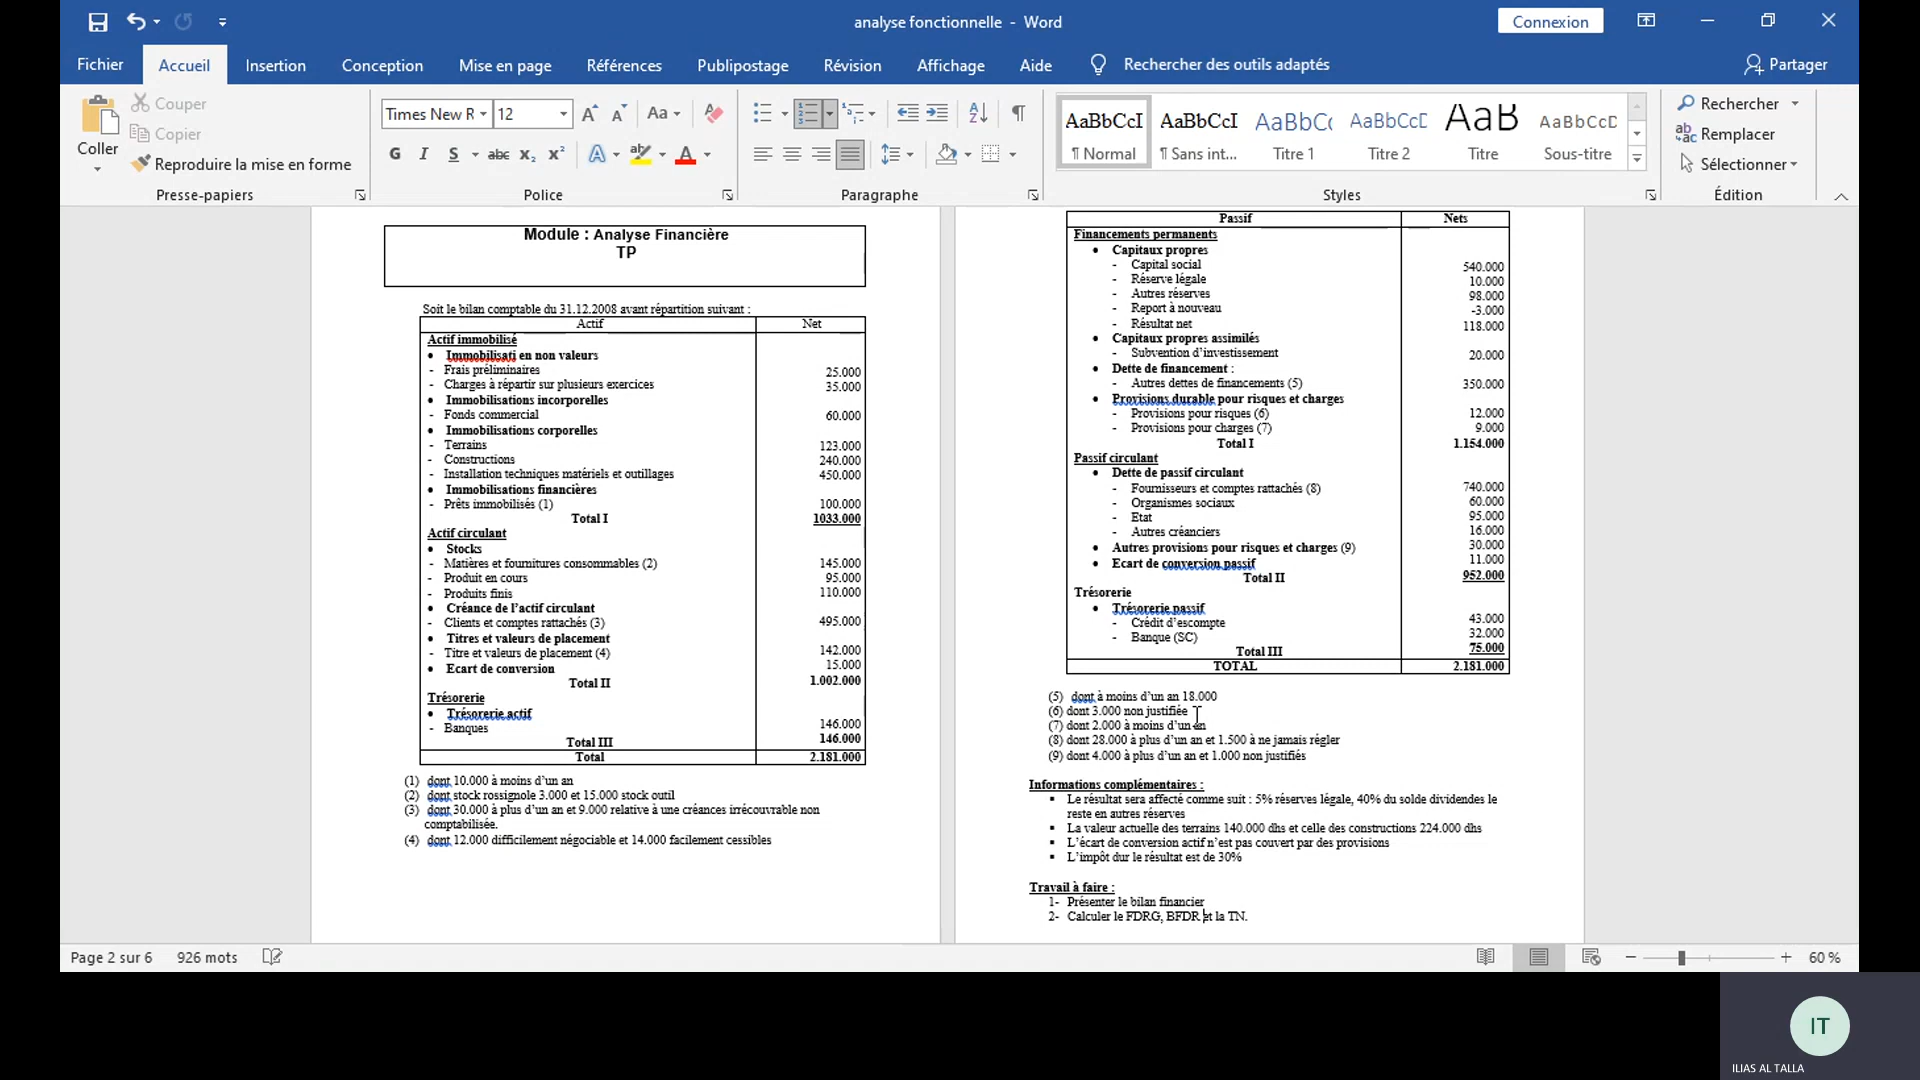 analyse fonctionnelle - Word
Connexion
Fichier
Accueil
Insertion
Conception
Mise en page
Références
Publipostage
Révision
Affichage
Aide
Rechercher des outils adaptés
Partager
Coller
Couper
Copier
Reproduire la mise en forme
Presse-papiers
Times New R
12
Aa
G I S abc x₂ x²
Police
Paragraphe
AaBbCcI
¶ Normal
AaBbCcI
¶ Sans int...
AaBbCc
Titre 1
AaBbCcC
Titre 2
AaB
Titre
AaBbCcC
Sous-titre
Styles
Rechercher
Remplacer
Sélectionner
Édition
Module : Analyse Financière
TP
Soit le bilan comptable du 31.12.2008 avant répartition suivant :
Actif Net
Actif immobilisé
• Immobilisati en non valeurs
- Frais préliminaires 25.000
- Charges à répartir sur plusieurs exercices 35.000
• Immobilisations incorporelles
- Fonds commercial 60.000
• Immobilisations corporelles
- Terrains 123.000
- Constructions 240.000
- Installation techniques matériels et outillages 450.000
• Immobilisations financières
- Prêts immobilisés (1) 100.000
Total I 1033.000
Actif circulant
• Stocks
- Matières et fournitures consommables (2) 145.000
- Produit en cours 95.000
- Produits finis 110.000
• Créance de l'actif circulant
- Clients et comptes rattachés (3) 495.000
• Titres et valeurs de placement
- Titre et valeurs de placement (4) 142.000
• Ecart de conversion 15.000
Total II 1.002.000
Trésorerie
• Trésorerie actif
- Banques 146.000
Total III 146.000
Total 2.181.000
(1) dont 10.000 à moins d'un an
(2) dont stock rossignole 3.000 et 15.000 stock outil
(3) dont 30.000 à plus d'un an et 9.000 relative à une créances irrécouvrable non
comptabilisée.
(4) dont 12.000 difficilement négociable et 14.000 facilement cessibles
Passif Nets
Financements permanents
• Capitaux propres
- Capital social 540.000
- Réserve légale 10.000
- Autres réserves 98.000
- Report à nouveau -3.000
- Résultat net 118.000
• Capitaux propres assimilés
- Subvention d'investissement 20.000
• Dette de financement :
- Autres dettes de financements (5) 350.000
• Provisions durable pour risques et charges
- Provisions pour risques (6) 12.000
- Provisions pour charges (7) 9.000
Total I 1.154.000
Passif circulant
• Dette de passif circulant
- Fournisseurs et comptes rattachés (8) 740.000
- Organismes sociaux 60.000
- Etat 95.000
- Autres créanciers 16.000
• Autres provisions pour risques et charges (9) 30.000
• Ecart de conversion passif 11.000
Total II 952.000
Trésorerie
• Trésorerie passif
- Crédit d'escompte 43.000
- Banque (SC) 32.000
Total III 75.000
TOTAL 2.181.000
(5) dont à moins d'un an 18.000
(6) dont 3.000 non justifiée
(7) dont 2.000 à moins d'un an
(8) dont 28.000 à plus d'un an et 1.500 à ne jamais régler
(9) dont 4.000 à plus d'un an et 1.000 non justifiés
Informations complémentaires :
▪ Le résultat sera affecté comme suit : 5% réserves légale, 40% du solde dividendes le
reste en autres réserves
▪ La valeur actuelle des terrains 140.000 dhs et celle des constructions 224.000 dhs
▪ L'écart de conversion actif n'est pas couvert par des provisions
▪ L'impôt dur le résultat est de 30%
Travail à faire :
1- Présenter le bilan financier
2- Calculer le FDRG, BFDR et la TN.
Page 2 sur 6
926 mots
60 %
IT
ILIAS AL TALLA